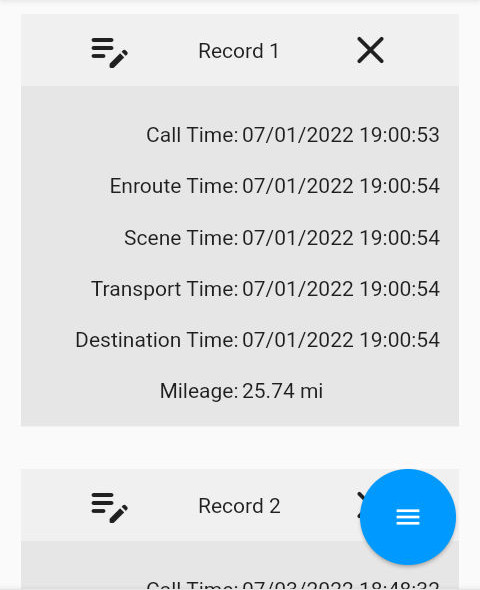 Record 1
Call Time: 07/01/2022 19:00:53
Enroute Time: 07/01/2022 19:00:54
Scene Time: 07/01/2022 19:00:54
Transport Time: 07/01/2022 19:00:54
Destination Time: 07/01/2022 19:00:54
Mileage: 25.74 mi
Record 2
Call Time: 07/03/2022 18:48:32